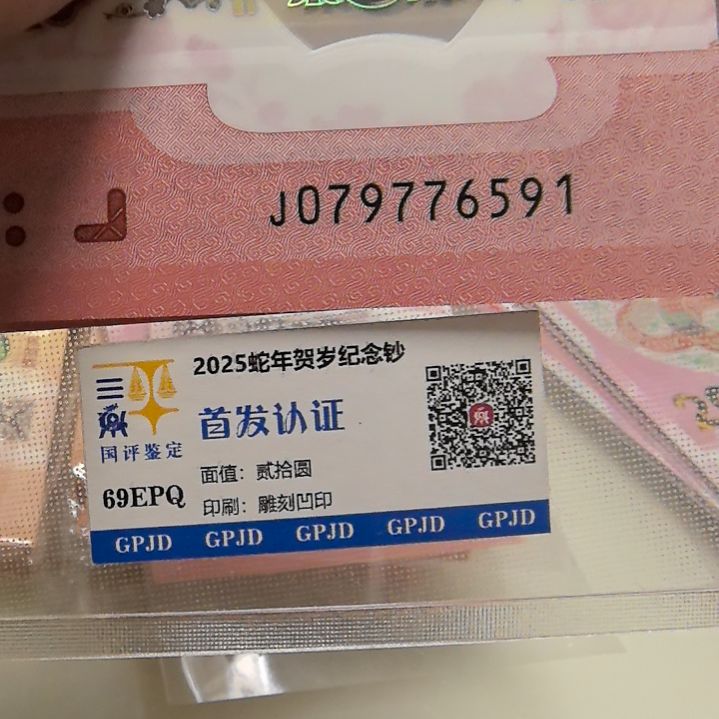 J079776591
2025蛇年贺岁纪念钞
首发认证
国评鉴定
面值：贰拾圆
69EPQ
印刷：雕刻凹印
GPJD GPJD GPJD GPJD GPJD